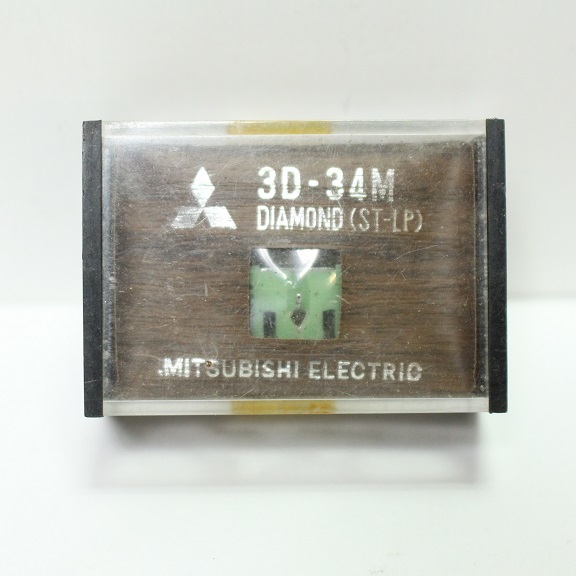 3D-34M
DIAMOND (ST-LP)
MITSUBISHI ELECTRIC